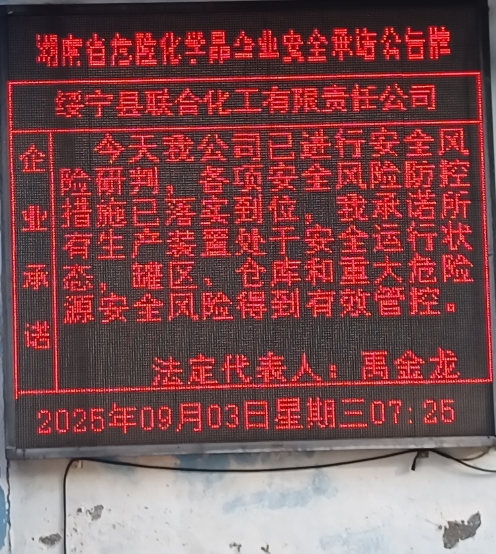 湖南省危险化学品企业安全承诺公告牌
绥宁县联合化工有限责任公司
企业承诺
今天我公司已进行安全风
险研判，各项安全风险防控
措施已落实到位，我承诺所
有生产装置处于安全运行状
态，罐区、仓库和重大危险
源安全风险得到有效管控。
法定代表人：禹金龙
2025年09月03日星期三07:25